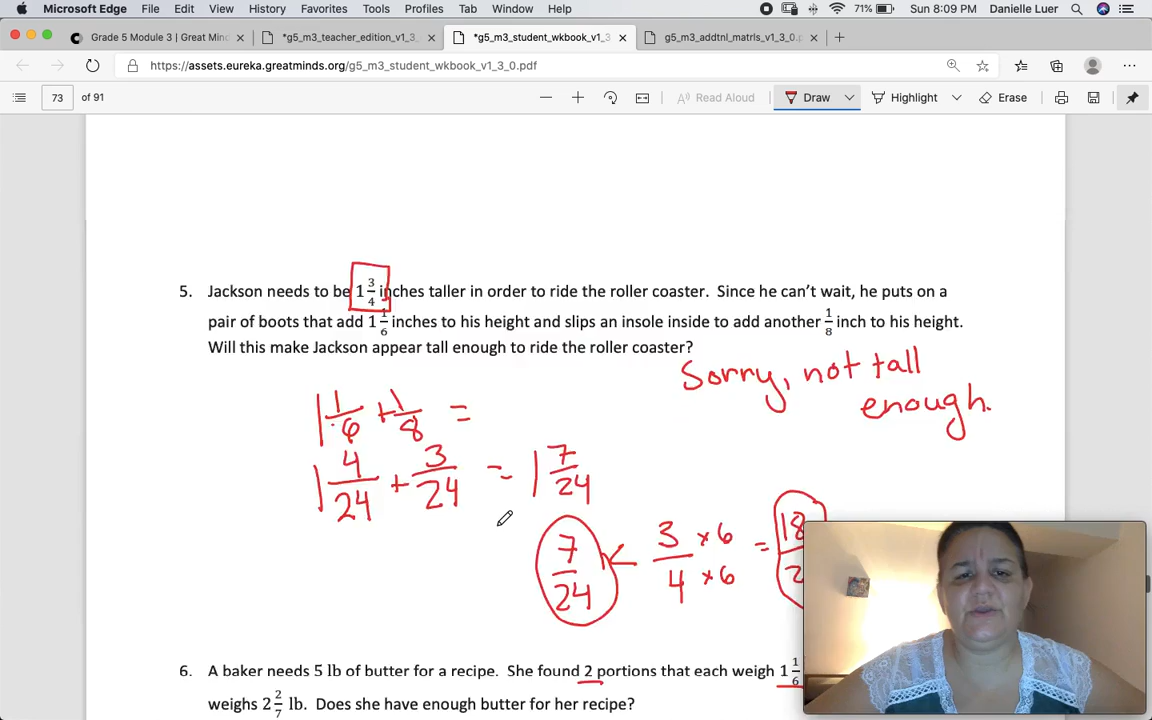 Microsoft Edge File Edit View History Favorites Tools Profiles Tab Window Help 71% Sun 8:09 PM Danielle Luer
Grade 5 Module 3 | Great Min *g5_m3_teacher_edition_v1_3_ *g5_m3_student_wkbook_v1_3 g5_m3_addtnl_matrls_v1_3_0.p
https://assets.eureka.greatminds.org/g5_m3_student_wkbook_v1_3_0.pdf
73 of 91 Read Aloud Draw Highlight Erase
5. Jackson needs to be 1 3/4 inches taller in order to ride the roller coaster. Since he can't wait, he puts on a
pair of boots that add 1 1/6 inches to his height and slips an insole inside to add another 1/8 inch to his height.
Will this make Jackson appear tall enough to ride the roller coaster?
Sorry, not tall
enough.
1 1/6 + 1/8 =
1 4/24 + 3/24 = 1 7/24
7/24 < 3/4 ×6 ×6 = 18/2
6. A baker needs 5 lb of butter for a recipe. She found 2 portions that each weigh 1 1/6
weighs 2 2/7 lb. Does she have enough butter for her recipe?